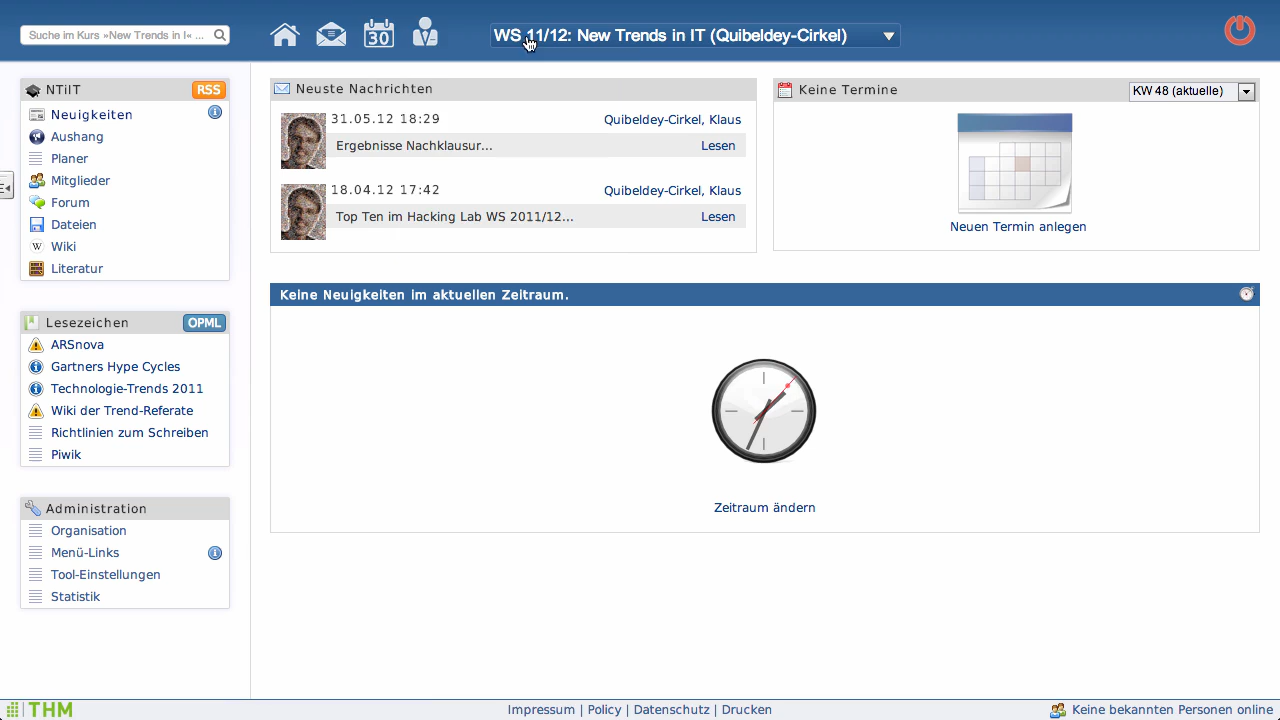 Suche im Kurs »New Trends in I« ...
30
WS 11/12: New Trends in IT (Quibeldey-Cirkel)
NTiIT
RSS
Neuigkeiten
Aushang
Planer
Mitglieder
Forum
Dateien
W Wiki
Literatur
Lesezeichen
OPML
ARSnova
Gartners Hype Cycles
Technologie-Trends 2011
Wiki der Trend-Referate
Richtlinien zum Schreiben
Piwik
Administration
Organisation
Menü-Links
Tool-Einstellungen
Statistik
Neuste Nachrichten
31.05.12 18:29 Quibeldey-Cirkel, Klaus
Ergebnisse Nachklausur... Lesen
18.04.12 17:42 Quibeldey-Cirkel, Klaus
Top Ten im Hacking Lab WS 2011/12... Lesen
Keine Termine
KW 48 (aktuelle)
Neuen Termin anlegen
Keine Neuigkeiten im aktuellen Zeitraum.
Zeitraum ändern
THM
Impressum | Policy | Datenschutz | Drucken
Keine bekannten Personen online